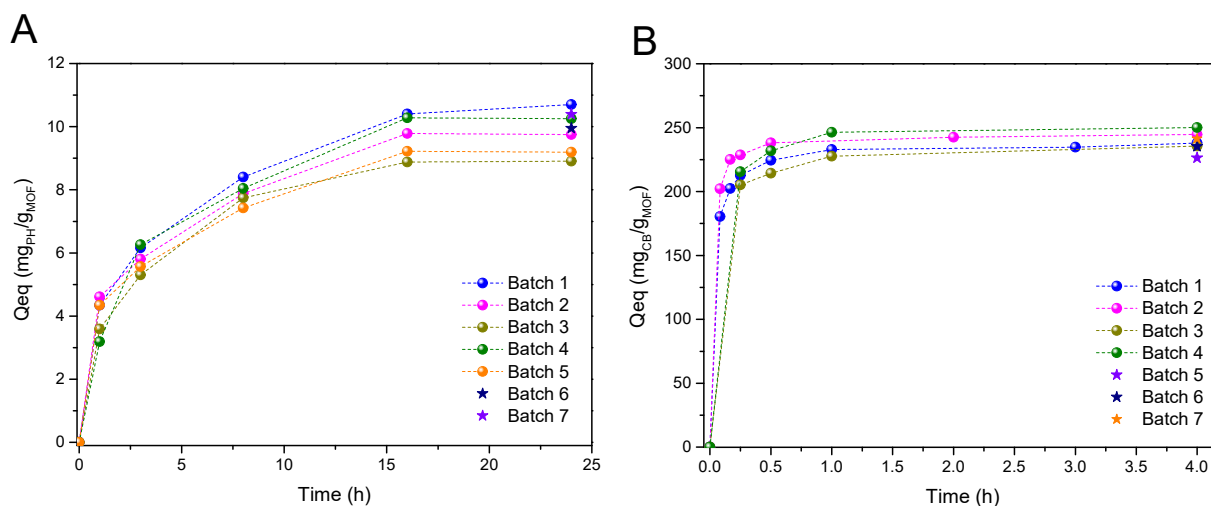 A
12
10
8
6
4
2
0
0
5
10
15
20
25
Qeq (mgPH/gMOF)
Time (h)
Batch 1
Batch 2
Batch 3
Batch 4
Batch 5
Batch 6
Batch 7
B
300
250
200
150
100
50
0
0.0
0.5
1.0
1.5
2.0
2.5
3.0
3.5
4.0
Qeq (mgCB/gMOF)
Time (h)
Batch 1
Batch 2
Batch 3
Batch 4
Batch 5
Batch 6
Batch 7